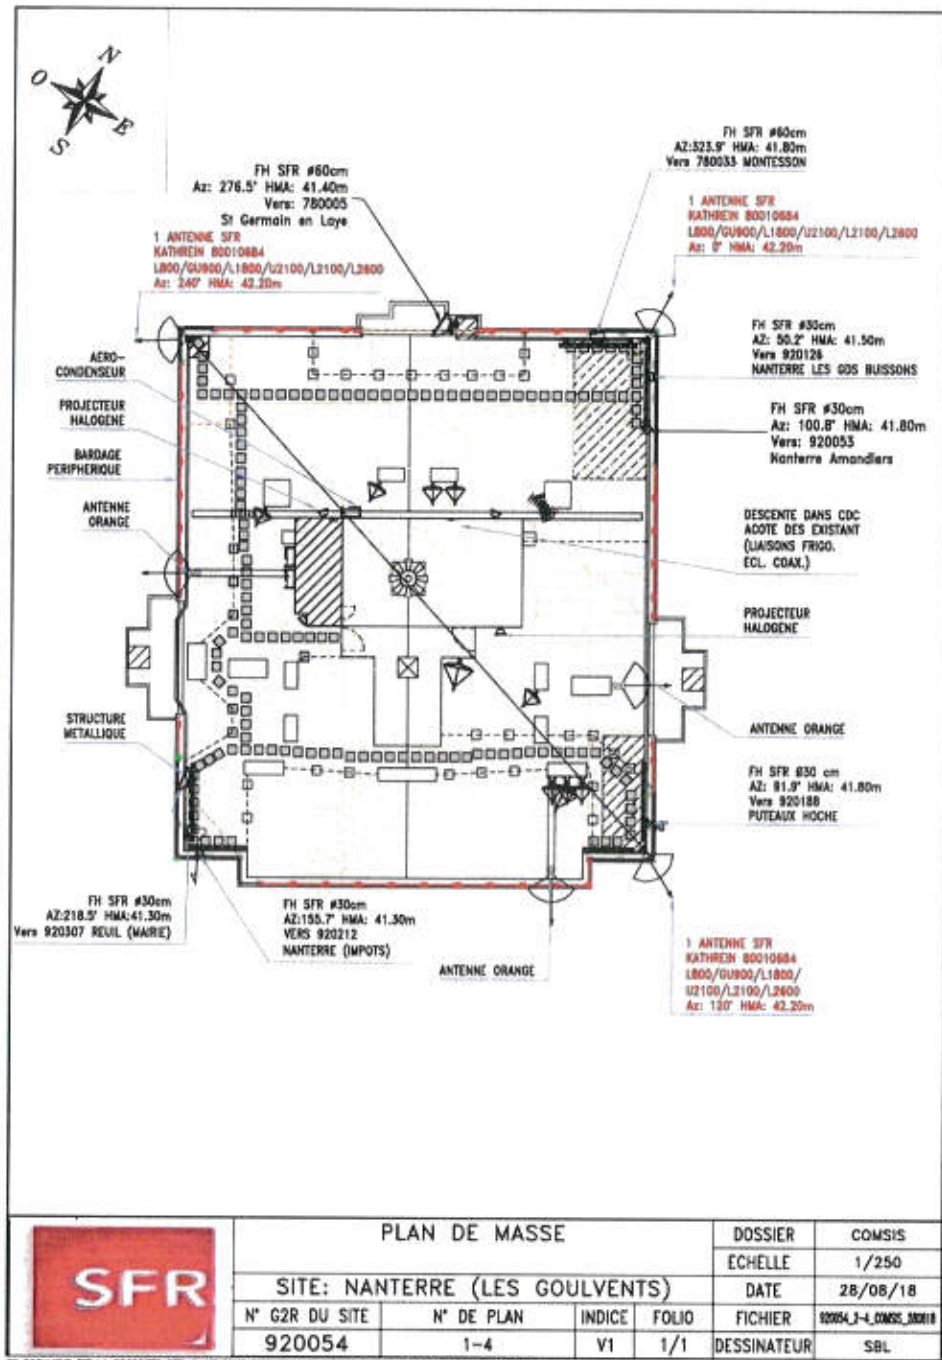 N
O
E
S
FH SFR ø60cm
AZ:323.9° HMA: 41.80m
Vers 780033 MONTESSON
FH SFR ø60cm
Az: 276.5° HMA: 41.40m
Vers: 780005
St Germain en Laye
1 ANTENNE SFR
KATHREIN 80010684
L800/GU900/L1800/U2100/L2100/L2600
Az: 0° HMA: 42.20m
1 ANTENNE SFR
KATHREIN 80010684
L800/GU900/L1800/U2100/L2100/L2600
Az: 240° HMA: 42.20m
FH SFR ø30cm
AZ: 50.2° HMA: 41.50m
Vers 920126
NANTERRE LES GDS BUISSONS
AERO-
CONDENSEUR
PROJECTEUR
HALOGENE
FH SFR ø30cm
Az: 100.8° HMA: 41.80m
Vers: 920053
Nanterre Amandiers
BARDAGE
PERIPHERIQUE
ANTENNE
ORANGE
DESCENTE DANS CDC
ACOTE DES EXISTANT
(LIAISONS FRIGO.
ECL. COAX.)
PROJECTEUR
HALOGENE
STRUCTURE
METALLIQUE
ANTENNE ORANGE
FH SFR Ø30 cm
AZ: 91.9° HMA: 41.80m
Vers 920188
PUTEAUX HOCHE
FH SFR ø30cm
AZ:218.5° HMA:41.30m
Vers 920307 REUIL (MAIRIE)
FH SFR ø30cm
AZ:155.7° HMA: 41.30m
VERS 920212
NANTERRE (IMPOTS)
ANTENNE ORANGE
1 ANTENNE SFR
KATHREIN 80010684
L800/GU900/L1800/
U2100/L2100/L2600
Az: 120° HMA: 42.20m
SFR
PLAN DE MASSE
SITE: NANTERRE (LES GOULVENTS)
N° G2R DU SITE
N° DE PLAN
INDICE
FOLIO
920054
1-4
V1
1/1
DOSSIER
COMSIS
ECHELLE
1/250
DATE
28/08/18
FICHIER
DESSINATEUR
SBL